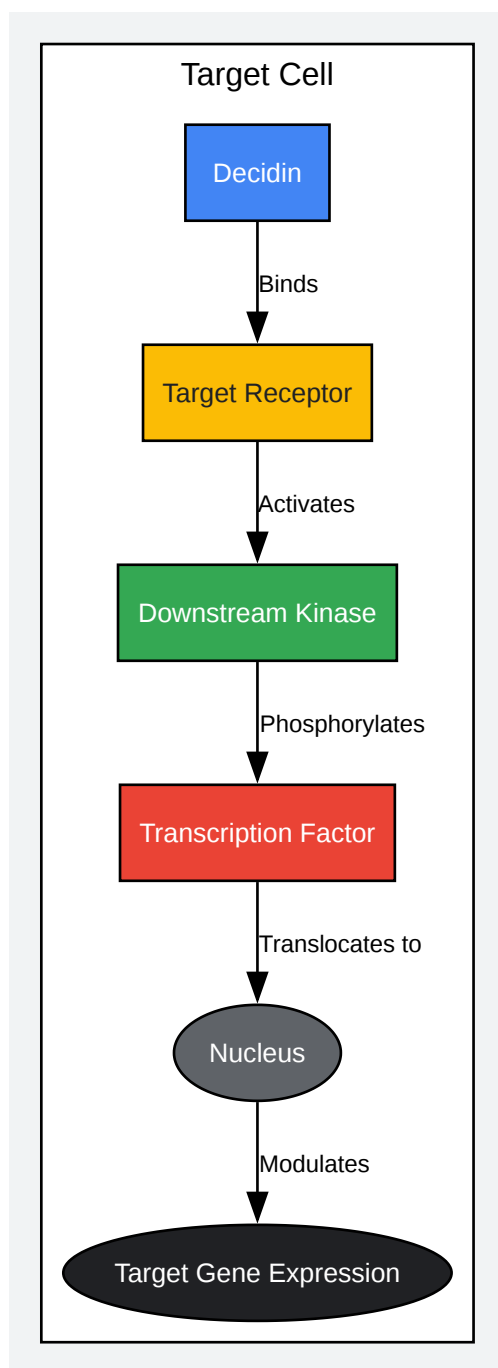 Target Cell
Decidin
Binds
Target Receptor
Activates
Downstream Kinase
Phosphorylates
Transcription Factor
Translocates to
Nucleus
Modulates
Target Gene Expression